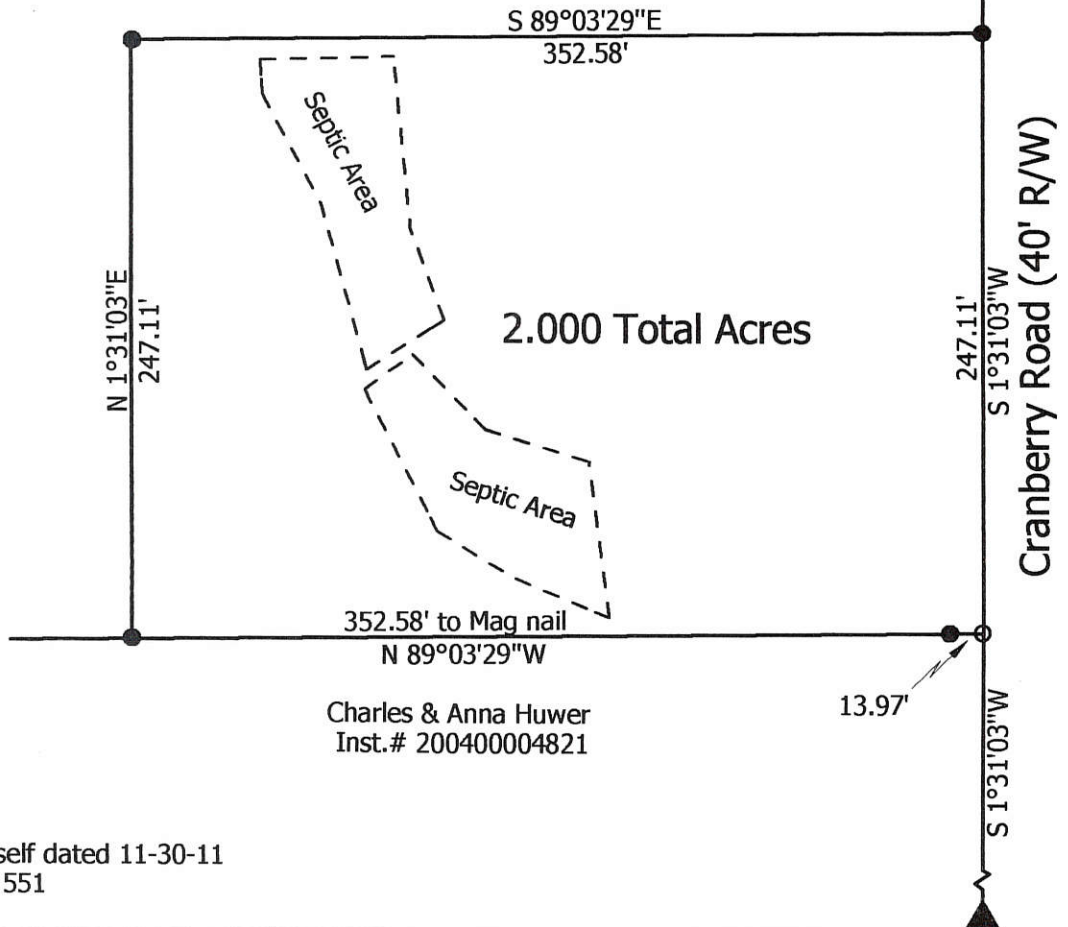 S 89°03'29"E
352.58'
Septic Area
N 1°31'03"E
247.11'
2.000 Total Acres
247.11'
S 1°31'03"W
Cranberry Road (40' R/W)
Septic Area
352.58' to Mag nail
N 89°03'29"W
13.97'
Charles & Anna Huwer
Inst.# 200400004821
S 1°31'03"W
self dated 11-30-11
551